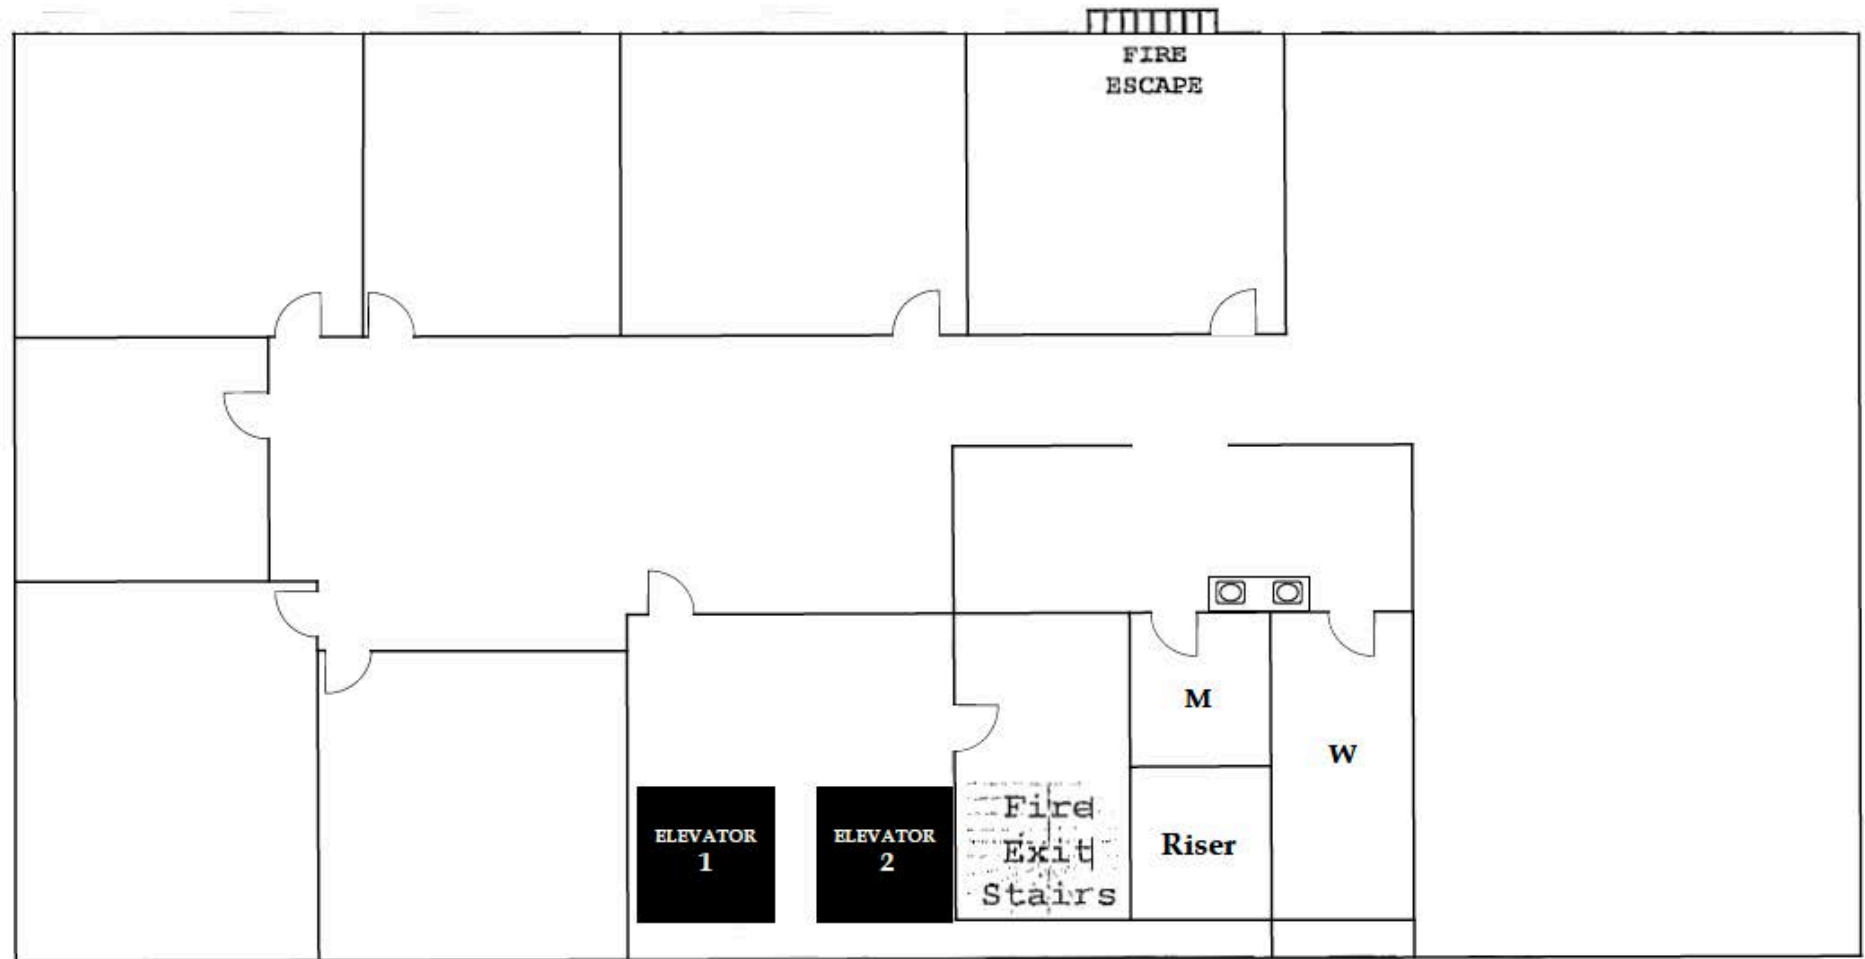 FIRE
ESCAPE
M
W
ELEVATOR
1
ELEVATOR
2
Fire
Exit
Stairs
Riser